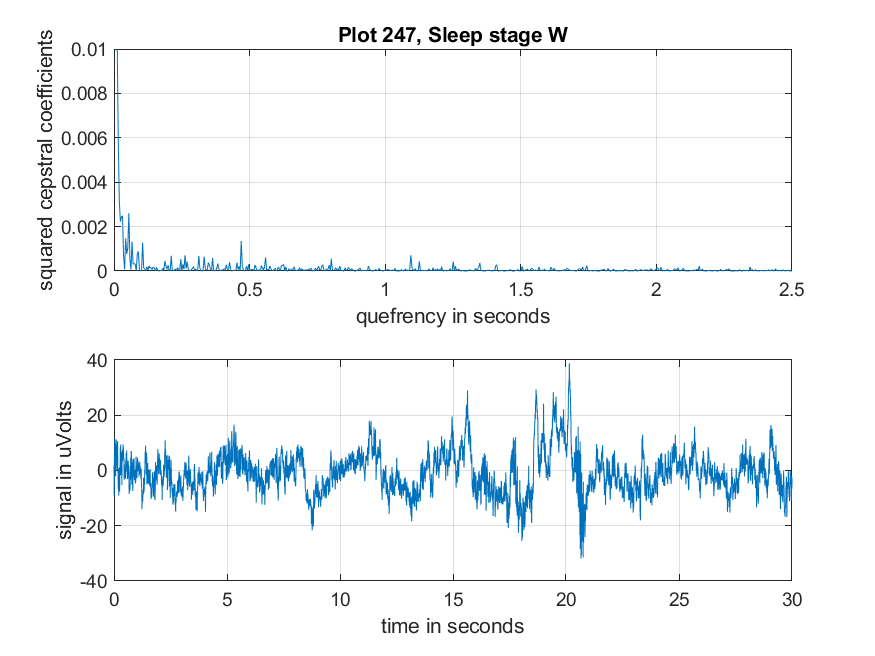 Plot 247, Sleep stage W
squared cepstral coefficients
0.01
0.008
0.006
0.004
0.002
0
0 0.5 1 1.5 2 2.5
quefrency in seconds
signal in uVolts
40
20
0
-20
-40
0 5 10 15 20 25 30
time in seconds